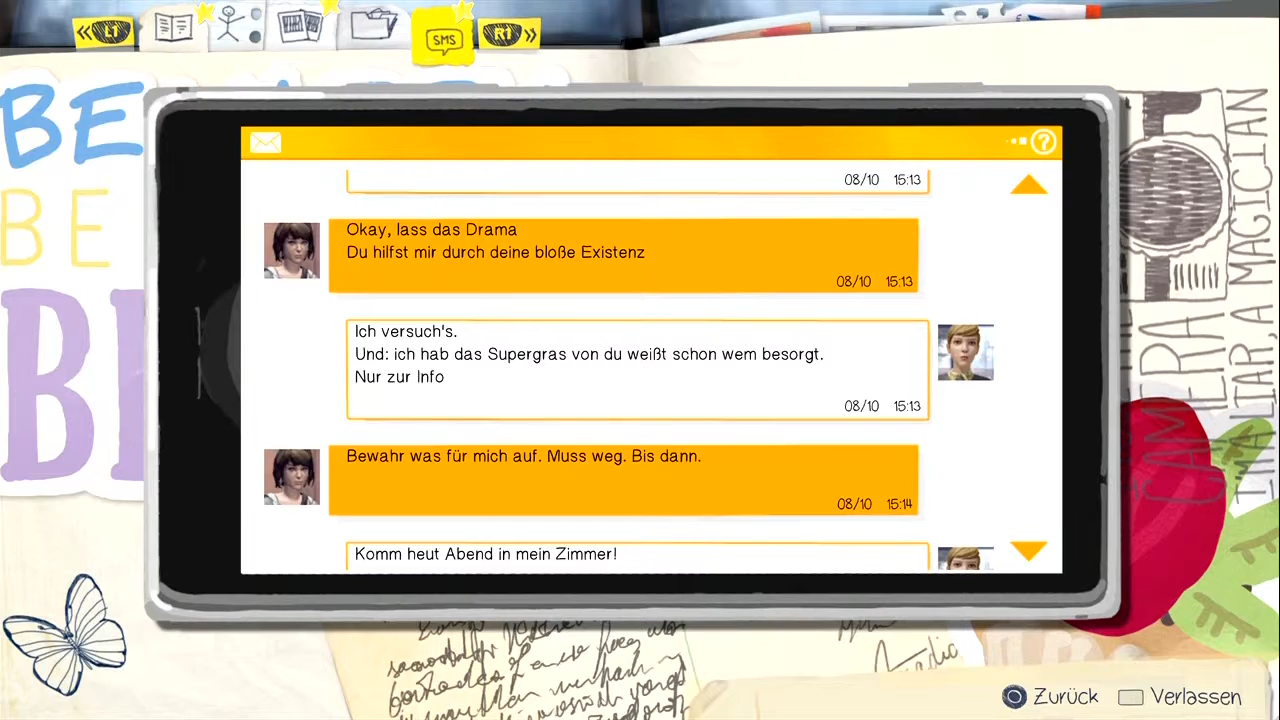 LT
SMS
RT
BE
BE
08/10 15:13
Okay, lass das Drama
Du hilfst mir durch deine bloße Existenz
08/10 15:13
Ich versuch's.
Und: ich hab das Supergras von du weißt schon wem besorgt.
Nur zur Info
08/10 15:13
Bewahr was für mich auf. Muss weg. Bis dann.
08/10 15:14
Komm heut Abend in mein Zimmer!
CAMERA
A LIAR, A MAGICIAN
Zurück
Verlassen